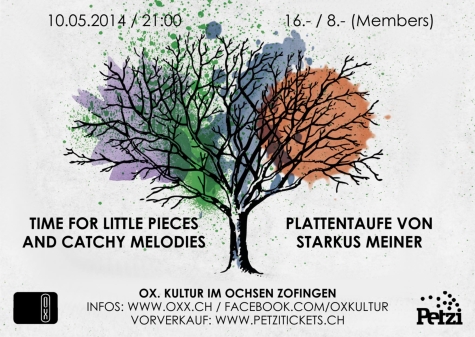 10.05.2014 / 21:00
16.- / 8.- (Members)
TIME FOR LITTLE PIECES
AND CATCHY MELODIES
PLATTENTAUFE VON
STARKUS MEINER
OX. KULTUR IM OCHSEN ZOFINGEN
INFOS: WWW.OXX.CH / FACEBOOK.COM/OXKULTUR
VORVERKAUF: WWW.PETZITICKETS.CH
OX
Petzi